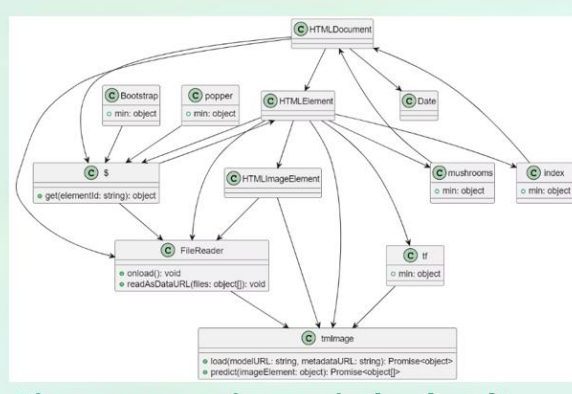 C HTMLDocument
C Bootstrap
min: object
C popper
min: object
C HTMLElement
C Date
C $
get(elementId: string): object
C HTMLImageElement
C mushrooms
min: object
C index
min: object
C FileReader
onload(): void
readAsDataURL(files: object[]): void
C tf
min: object
C tmImage
load(modelURL: string, metadataURL: string): Promise<object>
predict(imageElement: object): Promise<object[]>